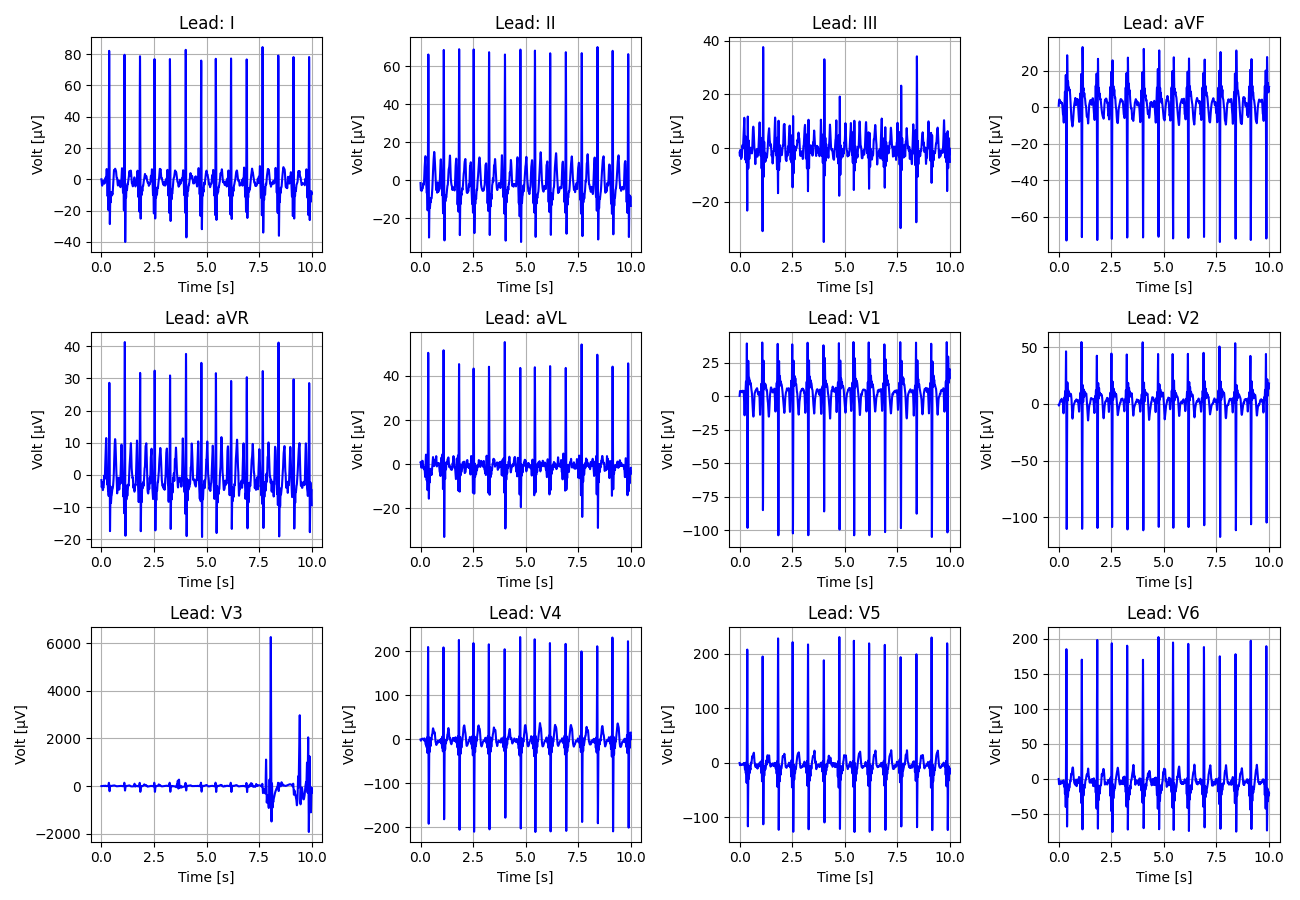 Lead: I
Lead: II
Lead: III
Lead: aVF
80
60
40
20
0
−20
−40
Volt [μV]
0.0 2.5 5.0 7.5 10.0
Time [s]
60
40
20
0
−20
Volt [μV]
0.0 2.5 5.0 7.5 10.0
Time [s]
40
20
0
−20
Volt [μV]
0.0 2.5 5.0 7.5 10.0
Time [s]
20
0
−20
−40
−60
Volt [μV]
0.0 2.5 5.0 7.5 10.0
Time [s]
Lead: aVR
Lead: aVL
Lead: V1
Lead: V2
40
30
20
10
0
−10
−20
Volt [μV]
0.0 2.5 5.0 7.5 10.0
Time [s]
40
20
0
−20
Volt [μV]
0.0 2.5 5.0 7.5 10.0
Time [s]
25
0
−25
−50
−75
−100
Volt [μV]
0.0 2.5 5.0 7.5 10.0
Time [s]
50
0
−50
−100
Volt [μV]
0.0 2.5 5.0 7.5 10.0
Time [s]
Lead: V3
Lead: V4
Lead: V5
Lead: V6
6000
4000
2000
0
−2000
Volt [μV]
0.0 2.5 5.0 7.5 10.0
Time [s]
200
100
0
−100
−200
Volt [μV]
0.0 2.5 5.0 7.5 10.0
Time [s]
200
100
0
−100
Volt [μV]
0.0 2.5 5.0 7.5 10.0
Time [s]
200
150
100
50
0
−50
Volt [μV]
0.0 2.5 5.0 7.5 10.0
Time [s]